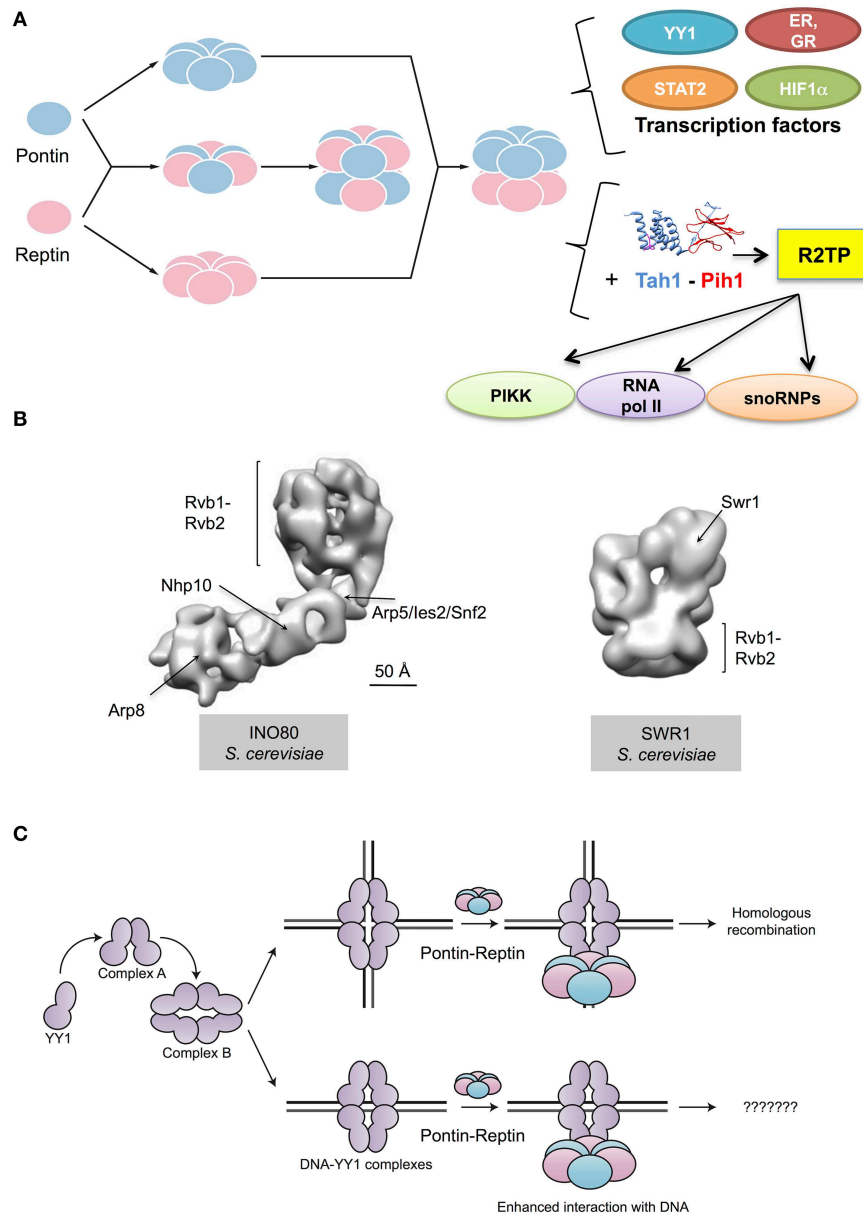 A
YY1
ER,
GR
STAT2
HIF1α
Transcription factors
Pontin
Reptin
+ Tah1 - Pih1
R2TP
PIKK
RNA
pol II
snoRNPs
B
Rvb1-
Rvb2
Nhp10
Arp5/Ies2/Snf2
50 Å
Arp8
INO80
S. cerevisiae
Swr1
Rvb1-
Rvb2
SWR1
S. cerevisiae
C
YY1
Complex A
Complex B
Pontin-Reptin
Homologous
recombination
Pontin-Reptin
???????
DNA-YY1 complexes
Enhanced interaction with DNA